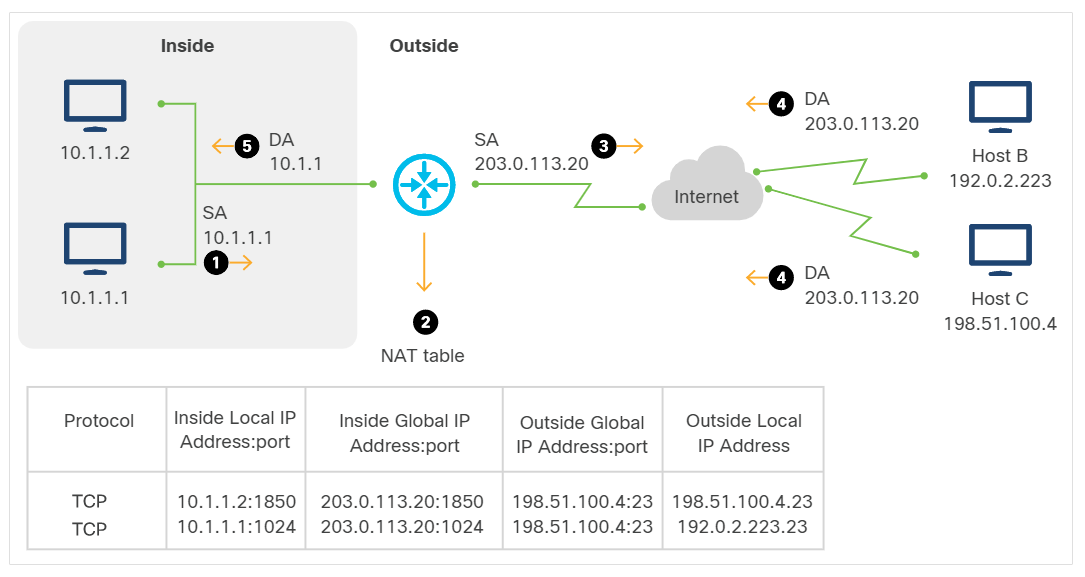 Inside
Outside
10.1.1.2
5
DA
10.1.1
SA
10.1.1.1
1
10.1.1.1
SA
203.0.113.20
3
2
NAT table
Internet
4
DA
203.0.113.20
Host B
192.0.2.223
4
DA
203.0.113.20
Host C
198.51.100.4
Protocol
Inside Local IP
Address:port
Inside Global IP
Address:port
Outside Global
IP Address:port
Outside Local
IP Address
TCP 10.1.1.2:1850 203.0.113.20:1850 198.51.100.4:23 198.51.100.4.23
TCP 10.1.1.1:1024 203.0.113.20:1024 198.51.100.4:23 192.0.2.223.23